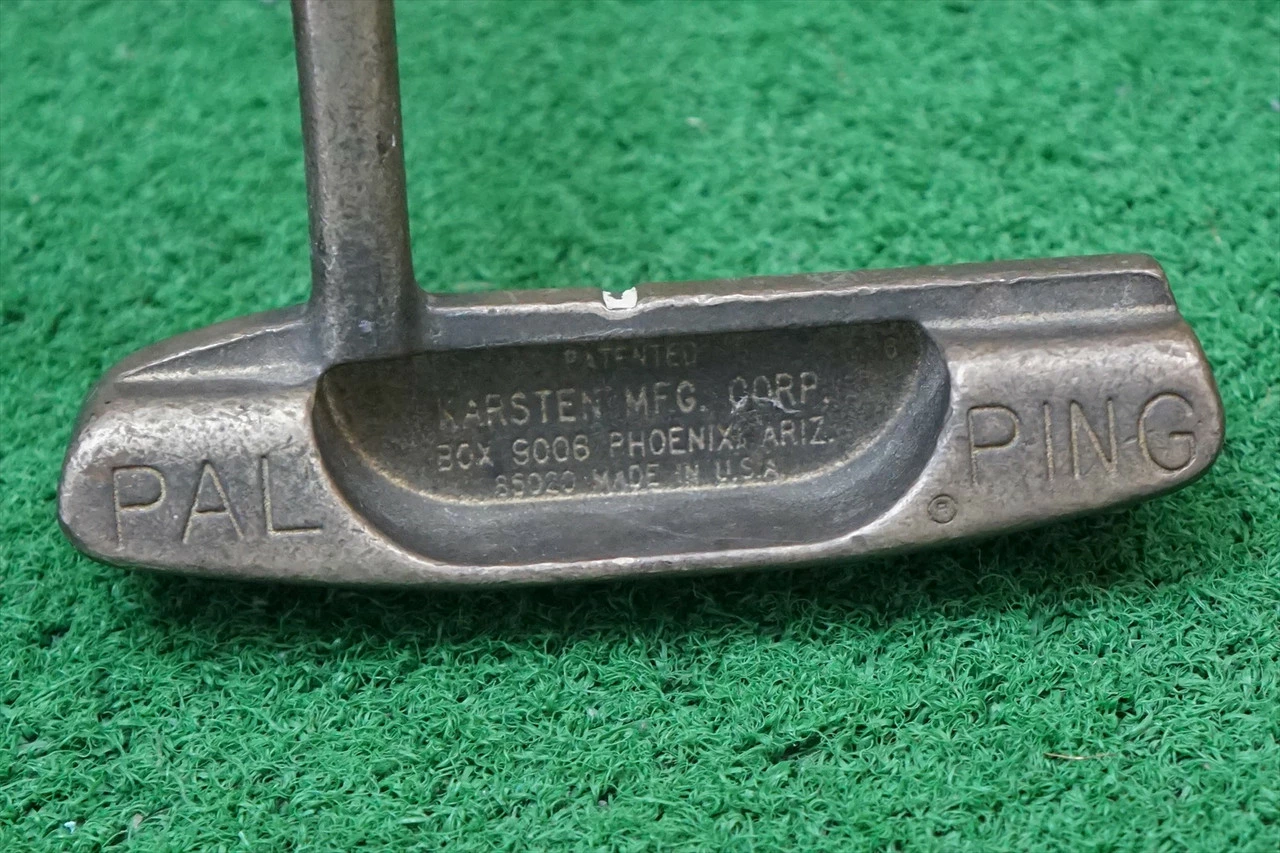 PATENTED
KARSTEN MFG. CORP.
BOX 9006 PHOENIX, ARIZ.
85020 MADE IN U.S.A.
PAL
PING
®